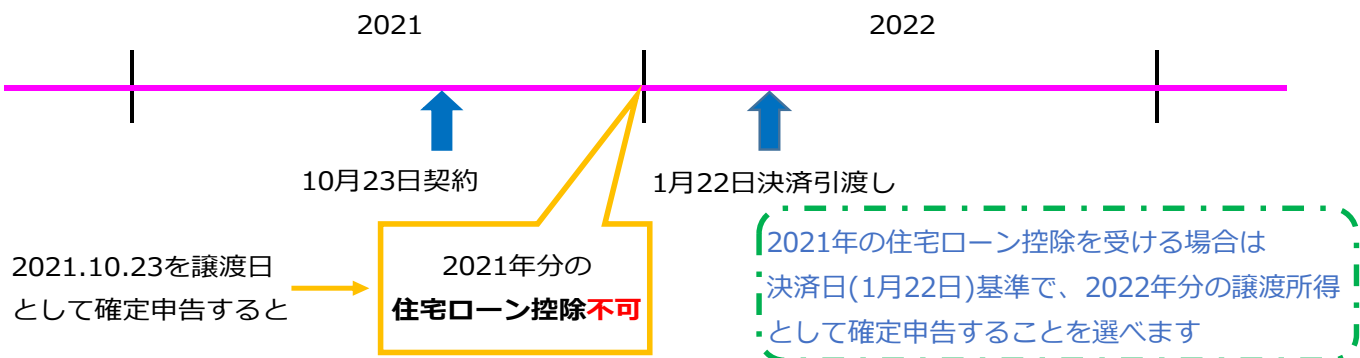 2021
2022
10月23日契約
1月22日決済引渡し
2021.10.23を譲渡日
として確定申告すると
2021年分の
住宅ローン控除不可
2021年の住宅ローン控除を受ける場合は
決済日(1月22日)基準で、2022年分の譲渡所得
として確定申告することを選べます